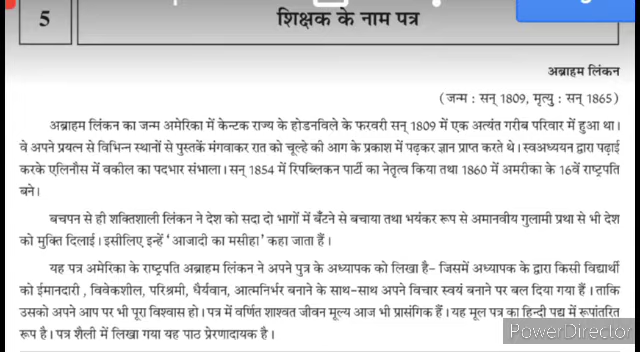 5
शिक्षक के नाम पत्र
अब्राहम लिंकन
(जन्म : सन् 1809, मृत्यु : सन् 1865)
अब्राहम लिंकन का जन्म अमेरिका में केन्टक राज्य के होडनविले के फरवरी सन् 1809 में एक अत्यंत गरीब परिवार में हुआ था।
वे अपने प्रयत्न से विभिन्न स्थानों से पुस्तकें मंगवाकर रात को चूल्हे की आग के प्रकाश में पढ़कर ज्ञान प्राप्त करते थे। स्वअध्ययन द्वारा पढ़ाई
करके एलिनौस में वकील का पदभार संभाला। सन् 1854 में रिपब्लिकन पार्टी का नेतृत्व किया तथा 1860 में अमरीका के 16वें राष्ट्रपति
बने।
बचपन से ही शक्तिशाली लिंकन ने देश को सदा दो भागों में बँटने से बचाया तथा भयंकर रूप से अमानवीय गुलामी प्रथा से भी देश
को मुक्ति दिलाई। इसीलिए इन्हें 'आजादी का मसीहा' कहा जाता हैं।
यह पत्र अमेरिका के राष्ट्रपति अब्राहम लिंकन ने अपने पुत्र के अध्यापक को लिखा है- जिसमें अध्यापक के द्वारा किसी विद्यार्थी
को ईमानदारी, विवेकशील, परिश्रमी, धैर्यवान, आत्मनिर्भर बनाने के साथ-साथ अपने विचार स्वयं बनाने पर बल दिया गया हैं। ताकि
उसको अपने आप पर भी पूरा विश्वास हो। पत्र में वर्णित शाश्वत जीवन मूल्य आज भी प्रासंगिक हैं। यह मूल पत्र का हिन्दी पद्य में रूपांतरित
रूप है। पत्र शैली में लिखा गया यह पाठ प्रेरणादायक है।
PowerDirector